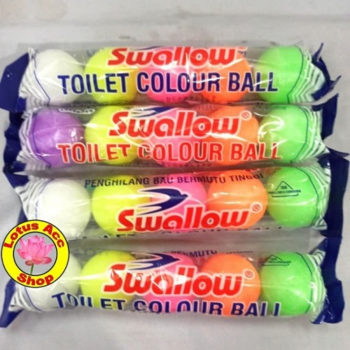 Swallow®
TOILET COLOUR BALL
Swallow®
TOILET COLOUR BALL
PENGHILANG BAU BERMUTU TINGGI
Swallow®
BERMUTU
Swallow®
TOILET COLOUR BALL
Lotus Acc
Shop